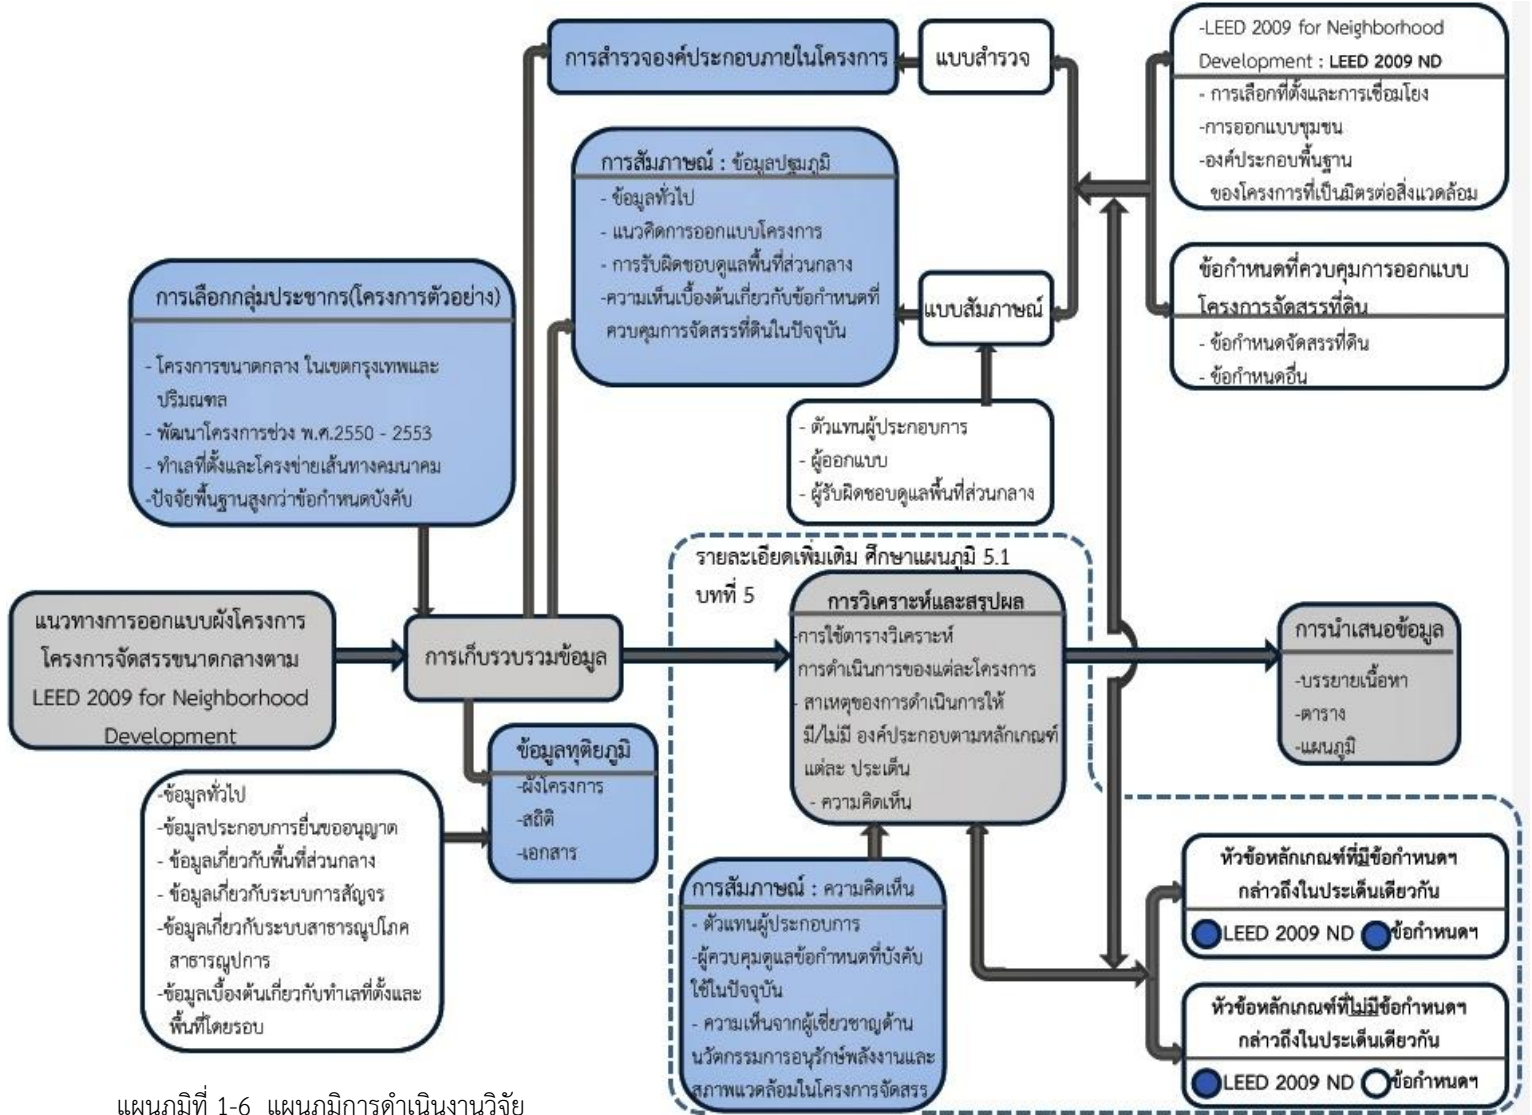 การสำรวจองค์ประกอบภายในโครงการ
แบบสำรวจ
-LEED 2009 for Neighborhood
Development : LEED 2009 ND
- การเลือกที่ตั้งและการเชื่อมโยง
-การออกแบบชุมชน
-องค์ประกอบพื้นฐาน
ของโครงการที่เป็นมิตรต่อสิ่งแวดล้อม
การสัมภาษณ์ : ข้อมูลปฐมภูมิ
- ข้อมูลทั่วไป
- แนวคิดการออกแบบโครงการ
- การรับผิดชอบดูแลพื้นที่ส่วนกลาง
-ความเห็นเบื้องต้นเกี่ยวกับข้อกำหนดที่
ควบคุมการจัดสรรที่ดินในปัจจุบัน
แบบสัมภาษณ์
ข้อกำหนดที่ควบคุมการออกแบบ
โครงการจัดสรรที่ดิน
- ข้อกำหนดจัดสรรที่ดิน
- ข้อกำหนดอื่น
การเลือกกลุ่มประชากร(โครงการตัวอย่าง)
- โครงการขนาดกลาง ในเขตกรุงเทพและ
ปริมณฑล
- พัฒนาโครงการช่วง พ.ศ.2550 - 2553
- ทำเลที่ตั้งและโครงข่ายเส้นทางคมนาคม
-ปัจจัยพื้นฐานสูงกว่าข้อกำหนดบังคับ
- ตัวแทนผู้ประกอบการ
- ผู้ออกแบบ
- ผู้รับผิดชอบดูแลพื้นที่ส่วนกลาง
รายละเอียดเพิ่มเติม ศึกษาแผนภูมิ 5.1
บทที่ 5
แนวทางการออกแบบผังโครงการ
โครงการจัดสรรขนาดกลางตาม
LEED 2009 for Neighborhood
Development
การเก็บรวบรวมข้อมูล
การวิเคราะห์และสรุปผล
-การใช้ตารางวิเคราะห์
การดำเนินการของแต่ละโครงการ
- สาเหตุของการดำเนินการให้
มี/ไม่มี องค์ประกอบตามหลักเกณฑ์
แต่ละ ประเด็น
- ความคิดเห็น
การนำเสนอข้อมูล
-บรรยายเนื้อหา
-ตาราง
-แผนภูมิ
ข้อมูลทุติยภูมิ
-ผังโครงการ
-สถิติ
-เอกสาร
-ข้อมูลทั่วไป
-ข้อมูลประกอบการยื่นขออนุญาต
- ข้อมูลเกี่ยวกับพื้นที่ส่วนกลาง
- ข้อมูลเกี่ยวกับระบบการสัญจร
-ข้อมูลเกี่ยวกับระบบสาธารณูปโภค
สาธารณูปการ
-ข้อมูลเบื้องต้นเกี่ยวกับทำเลที่ตั้งและ
พื้นที่โดยรอบ
การสัมภาษณ์ : ความคิดเห็น
- ตัวแทนผู้ประกอบการ
-ผู้ควบคุมดูแลข้อกำหนดที่บังคับ
ใช้ในปัจจุบัน
- ความเห็นจากผู้เชี่ยวชาญด้าน
นวัตกรรมการอนุรักษ์พลังงานและ
สภาพแวดล้อมในโครงการจัดสรร
หัวข้อหลักเกณฑ์ที่มีข้อกำหนดฯ
กล่าวถึงในประเด็นเดียวกัน
LEED 2009 ND ข้อกำหนดฯ
หัวข้อหลักเกณฑ์ที่ไม่มีข้อกำหนดฯ
กล่าวถึงในประเด็นเดียวกัน
LEED 2009 ND ข้อกำหนดฯ
แผนภูมิที่ 1-6 แผนภูมิการดำเนินงานวิจัย